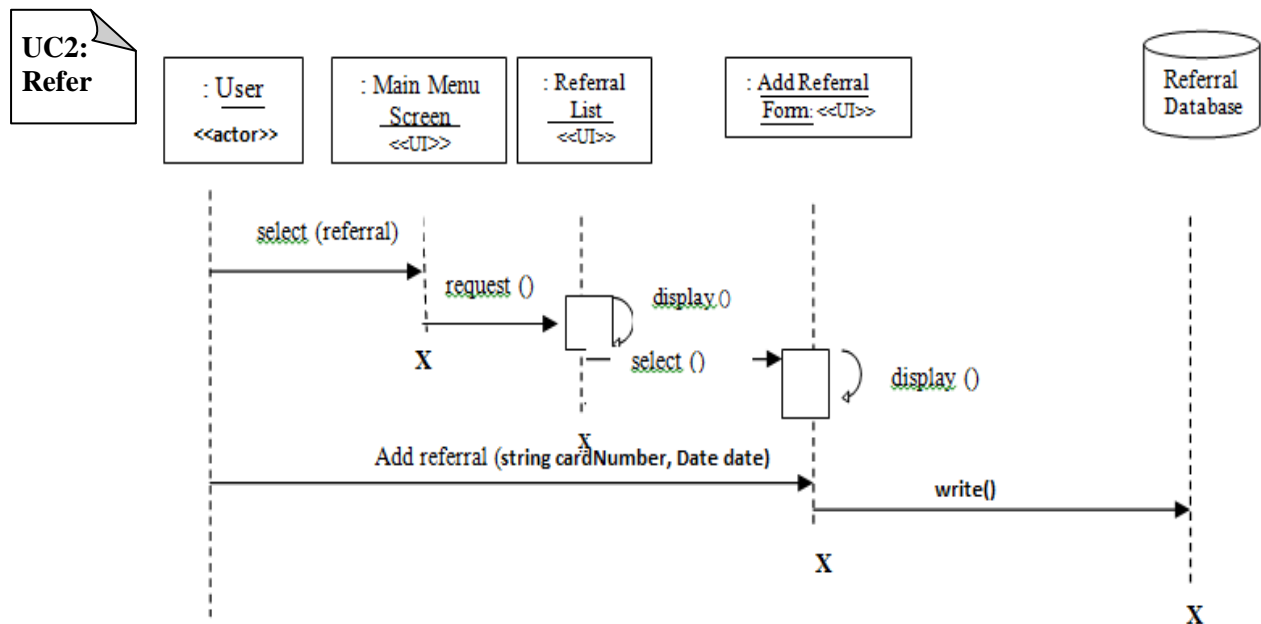 UC2:
Refer
: User
<<actor>>
: Main Menu
Screen
<<UI>>
: Referral
List
<<UI>>
: Add Referral
Form: <<UI>>
Referral
Database
select (referral)
request ()
display()
X
select ()
display ()
X
Add referral (string cardNumber, Date date)
write()
X
X